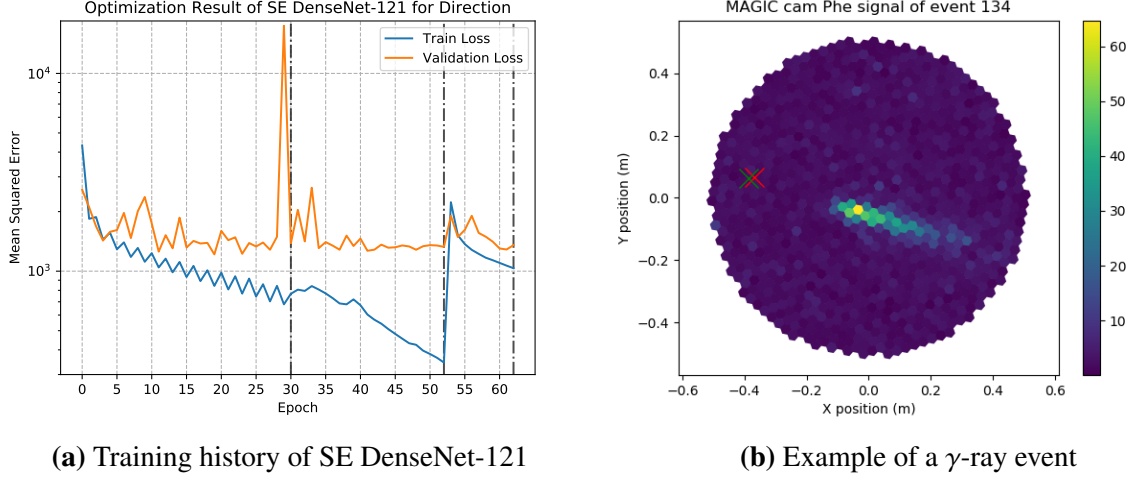 Optimization Result of SE DenseNet-121 for Direction
Train Loss
Validation Loss
10^4
10^3
Mean Squared Error
0 5 10 15 20 25 30 35 40 45 50 55 60
Epoch
(a) Training history of SE DenseNet-121
MAGIC cam Phe signal of event 134
0.4
0.2
0.0
−0.2
−0.4
Y position (m)
−0.6 −0.4 −0.2 0.0 0.2 0.4 0.6
X position (m)
60
50
40
30
20
10
(b) Example of a γ-ray event